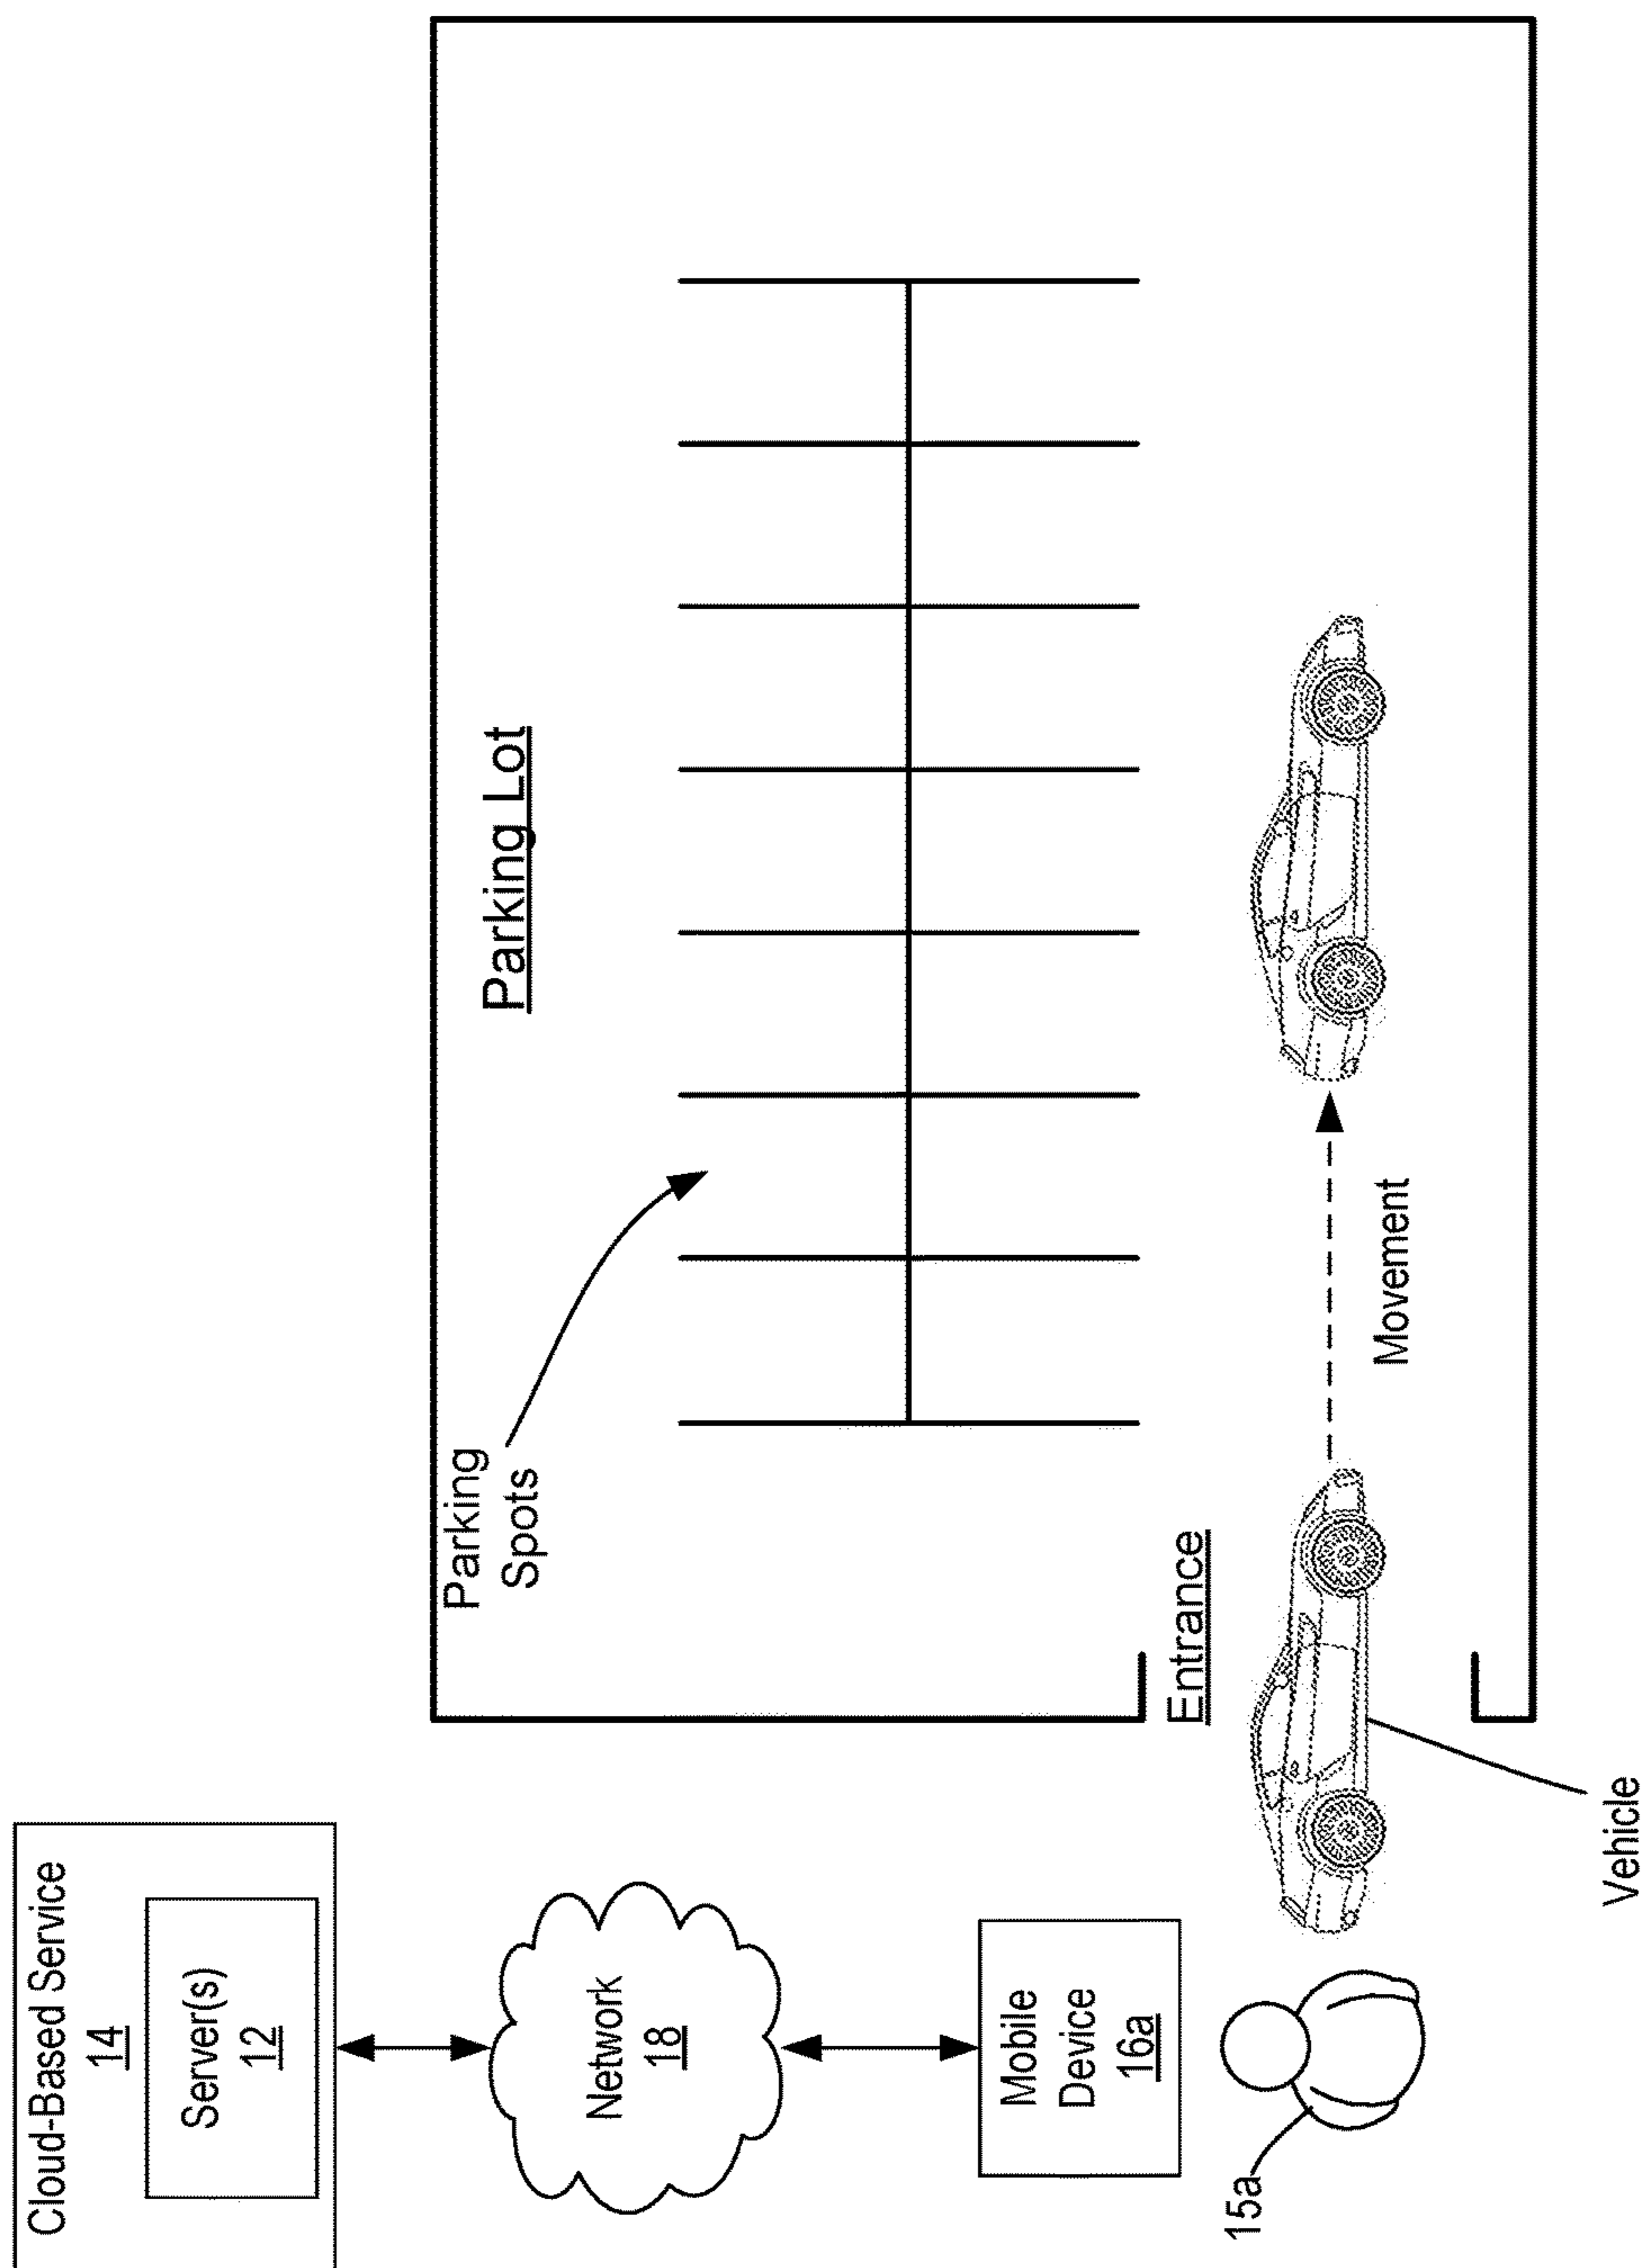 Cloud-Based Service
14
Server(s)
12
Network
18
Mobile
Device
16a
15a
Vehicle
Entrance
Movement
Parking
Spots
Parking Lot